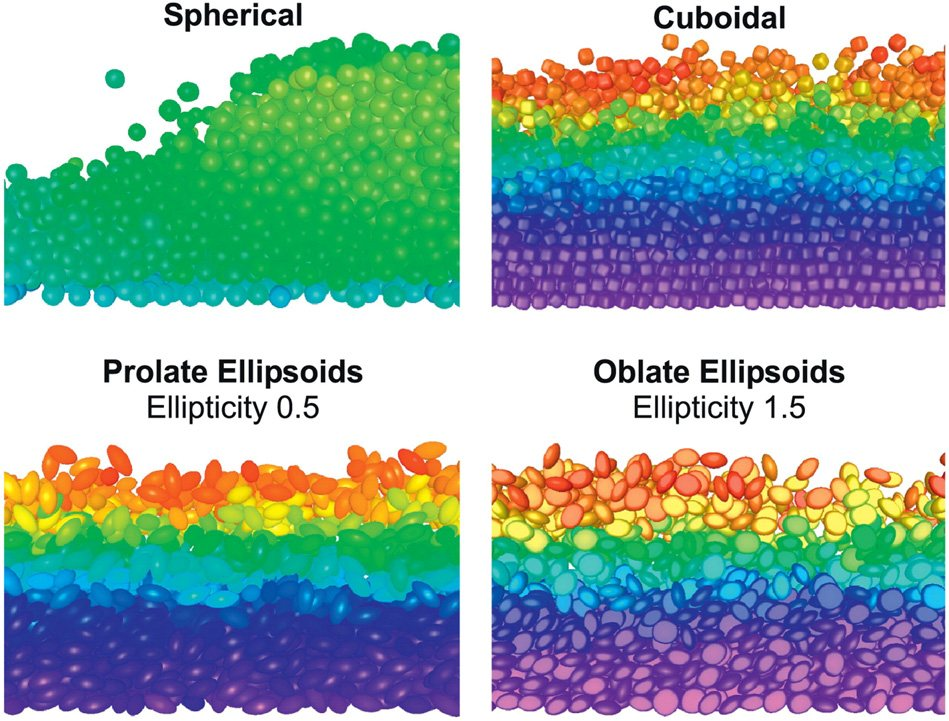 Spherical
Cuboidal
Prolate Ellipsoids
Ellipticity 0.5
Oblate Ellipsoids
Ellipticity 1.5